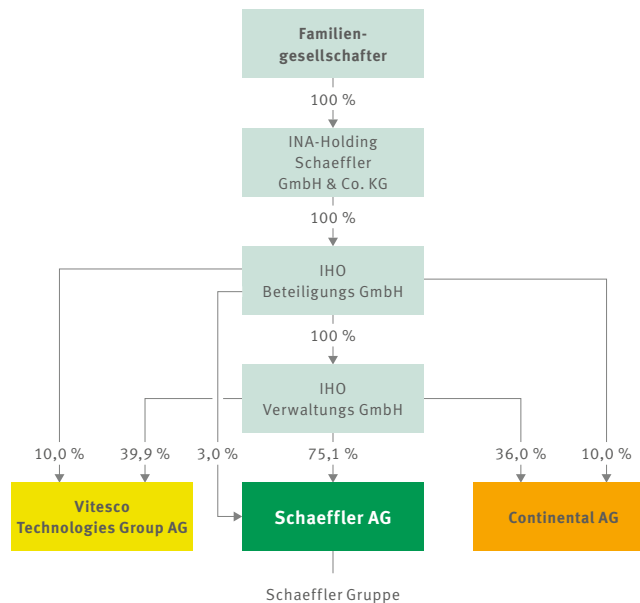 Familien-
gesellschafter
100 %
INA-Holding
Schaeffler
GmbH & Co. KG
100 %
IHO
Beteiligungs GmbH
100 %
IHO
Verwaltungs GmbH
10,0 %
39,9 %
3,0 %
75,1 %
36,0 %
10,0 %
Vitesco
Technologies Group AG
Schaeffler AG
Continental AG
Schaeffler Gruppe